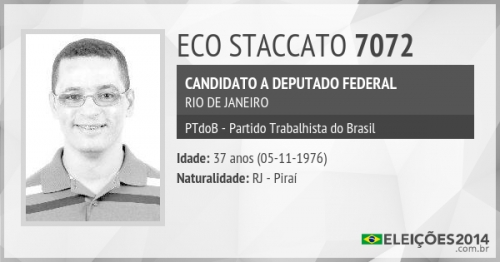 ECO STACCATO 7072
CANDIDATO A DEPUTADO FEDERAL
RIO DE JANEIRO
PTdoB - Partido Trabalhista do Brasil
Idade: 37 anos (05-11-1976)
Naturalidade: RJ - Piraí
ELEIÇÕES2014
.com.br